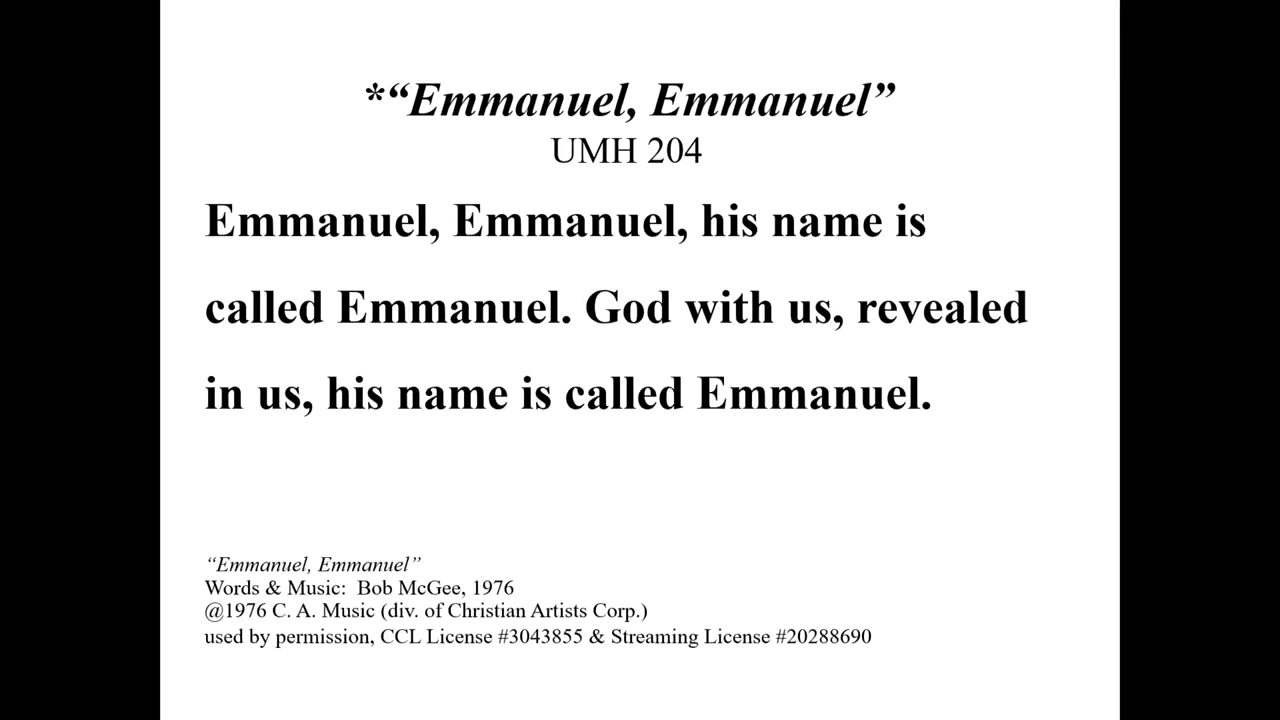 *“Emmanuel, Emmanuel”
UMH 204
Emmanuel, Emmanuel, his name is
called Emmanuel. God with us, revealed
in us, his name is called Emmanuel.
“Emmanuel, Emmanuel”
Words & Music:  Bob McGee, 1976
@1976 C. A. Music (div. of Christian Artists Corp.)
used by permission, CCL License #3043855 & Streaming License #20288690